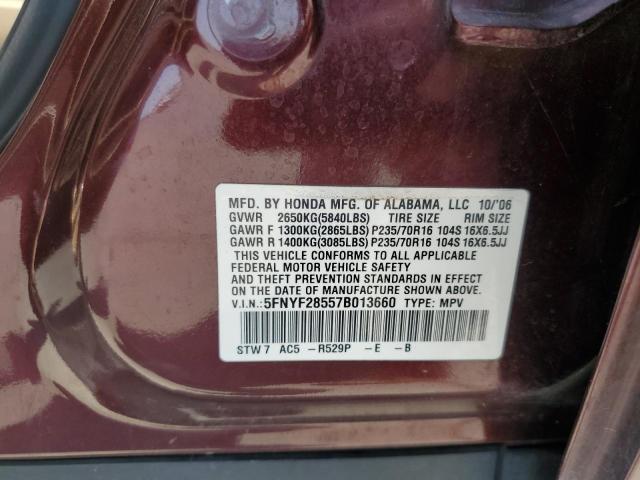 MFD. BY HONDA MFG. OF ALABAMA, LLC 10/'06
GVWR 2650KG(5840LBS) TIRE SIZE RIM SIZE
GAWR F 1300KG(2865LBS) P235/70R16 104S 16X6.5JJ
GAWR R 1400KG(3085LBS) P235/70R16 104S 16X6.5JJ
THIS VEHICLE CONFORMS TO ALL APPLICABLE
FEDERAL MOTOR VEHICLE SAFETY
AND THEFT PREVENTION STANDARDS IN EFFECT
ON THE DATE OF MANUFACTURE SHOWN ABOVE.
V.I.N.: 5FNYF28557B013660 TYPE: MPV
STW7 AC5 -R529P -E -B